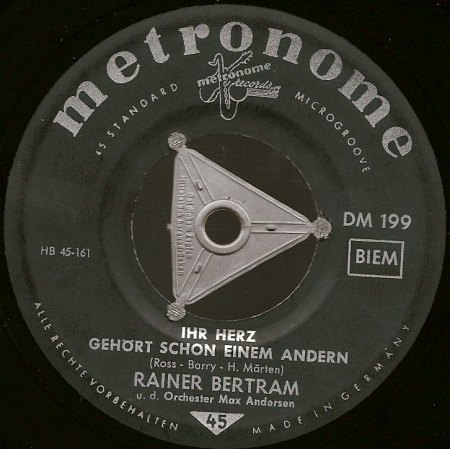 metronome
45 STANDARD
metronome
records
MICROGROOVE
HB 45-161
DM 199
BIEM
IHR HERZ
GEHÖRT SCHON EINEM ANDERN
(Ross - Barry - H. Märten)
RAINER BERTRAM
u. d. Orchester Max Andersen
ALLE RECHTE VORBEHALTEN
45
MADE IN GERMANY